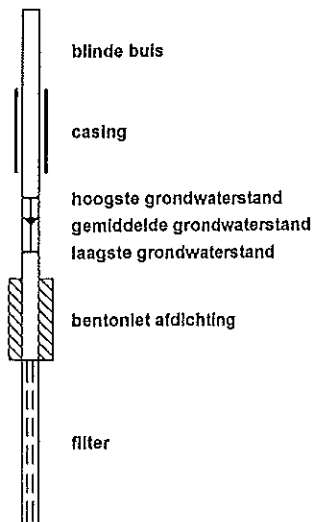 blinde buis
casing
hoogste grondwaterstand
gemiddelde grondwaterstand
laagste grondwaterstand
bentoniet afdichting
filter